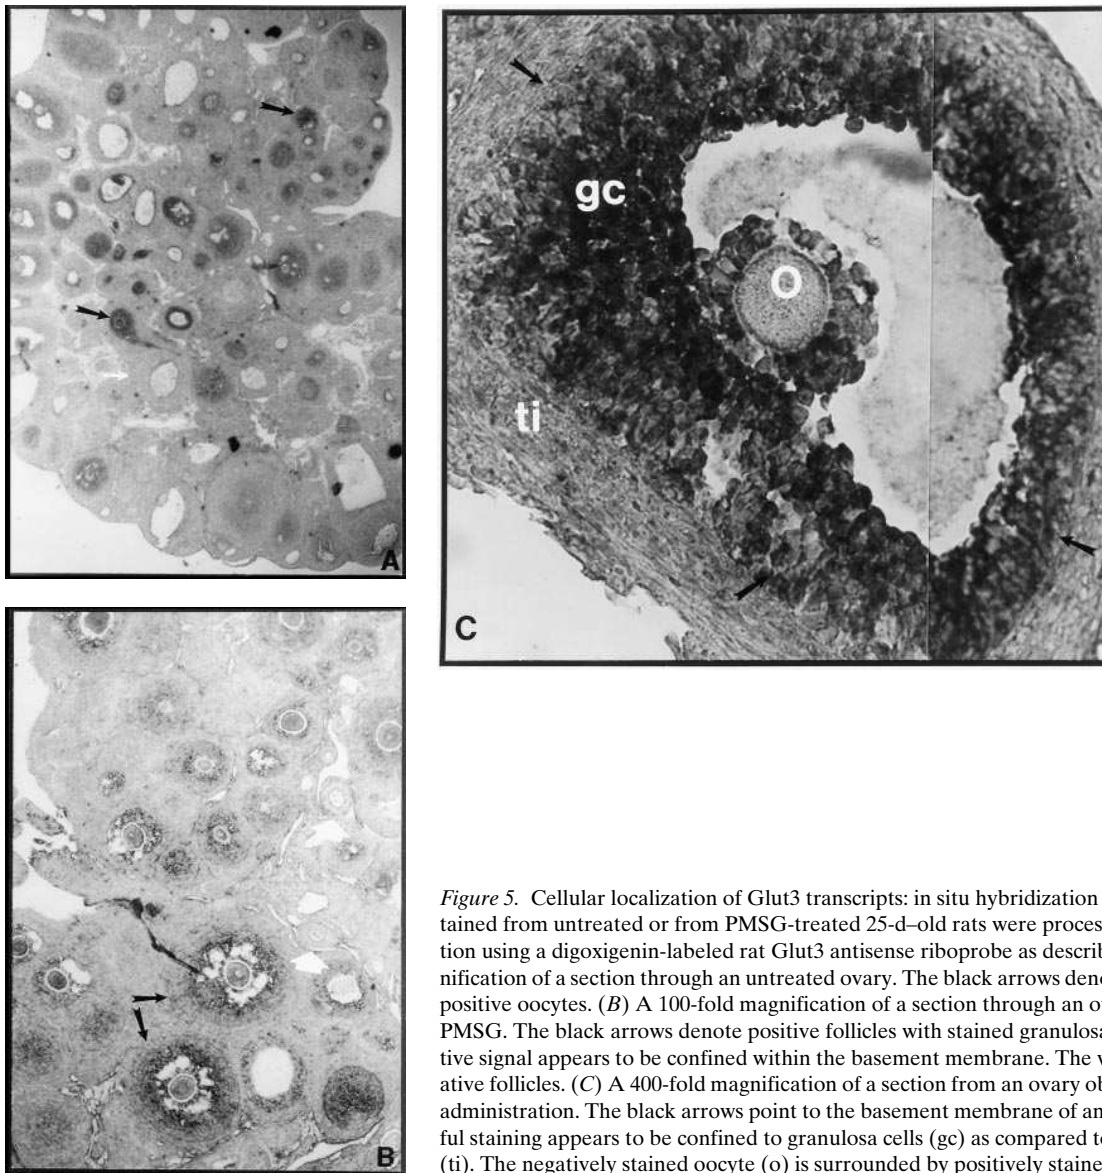 A
gc
O
ti
C
B
Figure 5. Cellular localization of Glut3 transcripts: in situ hybridization
tained from untreated or from PMSG-treated 25-d–old rats were proces
tion using a digoxigenin-labeled rat Glut3 antisense riboprobe as describ
nification of a section through an untreated ovary. The black arrows deno
positive oocytes. (B) A 100-fold magnification of a section through an o
PMSG. The black arrows denote positive follicles with stained granulosa
tive signal appears to be confined within the basement membrane. The w
ative follicles. (C) A 400-fold magnification of a section from an ovary ob
administration. The black arrows point to the basement membrane of an
ful staining appears to be confined to granulosa cells (gc) as compared to
(ti). The negatively stained oocyte (o) is surrounded by positively staine